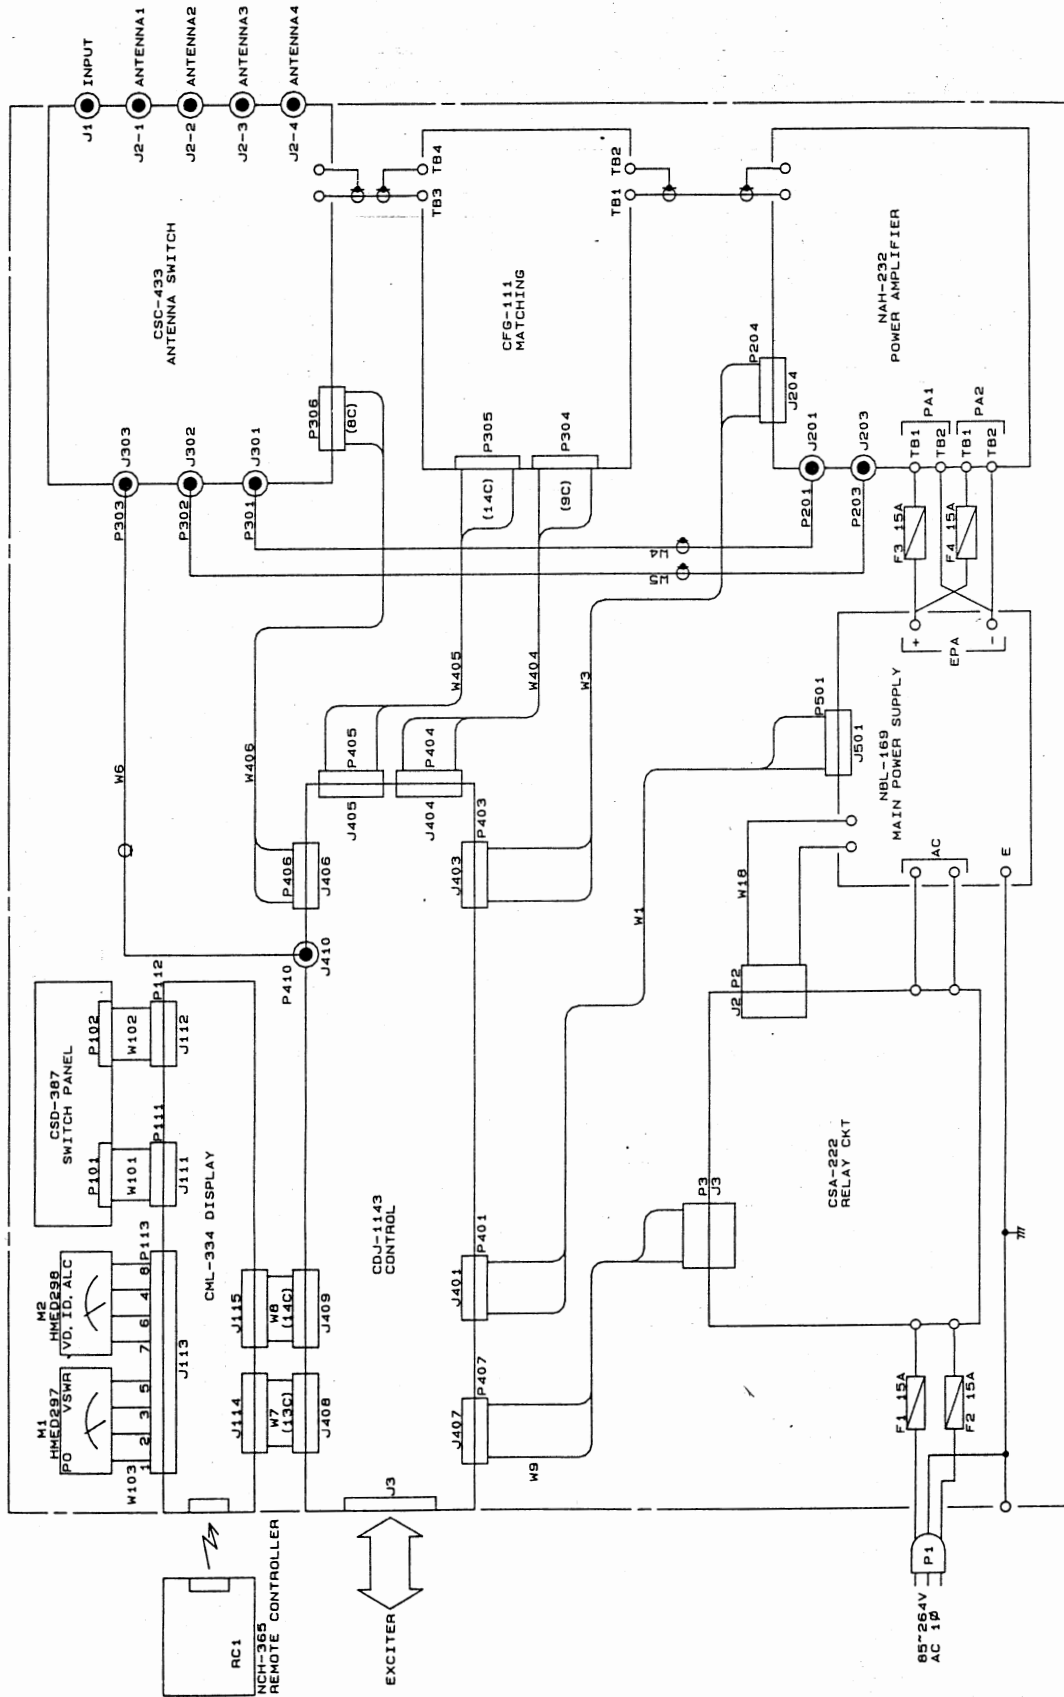 RC1
NCH-365
REMOTE CONTROLLER
EXCITER
85~264V
AC 1Ø
P1
M1
HMED297
PO VSWR
M2
HMED298
VD, ID, ALC
W103
1 2 3 5 7 6 4 8
P113
J113
CSD-387
SWITCH PANEL
P101
W101
P111
J111
P102
W102
P112
J112
CML-334 DISPLAY
J114
W7
(13C)
J408
J115
W8
(14C)
J409
J3
CDJ-1143
CONTROL
P410
J410
P406
J406
J405
P405
J404
P404
J403
P403
J401
P401
J407
P407
W9
W6
W406
W405
W404
W3
W1
W18
W4
W5
CSC-433
ANTENNA SWITCH
J1 INPUT
J2-1 ANTENNA1
J2-2 ANTENNA2
J2-3 ANTENNA3
J2-4 ANTENNA4
P303
J303
P302
J302
P301
J301
P306
(8C)
CFG-111
MATCHING
TB3
TB4
TB1
TB2
P305
(14C)
P304
(9C)
NAH-232
POWER AMPLIFIER
P204
J204
P201
J201
P203
J203
TB1
TB2
PA1
TB1
TB2
PA2
F3 15A
F4 15A
NBL-169
MAIN POWER SUPPLY
P501
J501
+
EPA
-
AC
E
CSA-222
RELAY CKT
J2
P2
P3
J3
F1 15A
F2 15A